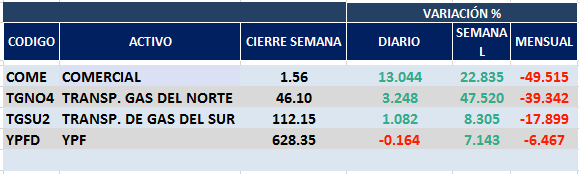 VARIACIÓN %
CODIGO ACTIVO CIERRE SEMANA DIARIO SEMANA
L MENSUAL
COME COMERCIAL 1.56 13.044 22.835 -49.515
TGNO4 TRANSP. GAS DEL NORTE 46.10 3.248 47.520 -39.342
TGSU2 TRANSP. DE GAS DEL SUR 112.15 1.082 8.305 -17.899
YPFD YPF 628.35 -0.164 7.143 -6.467